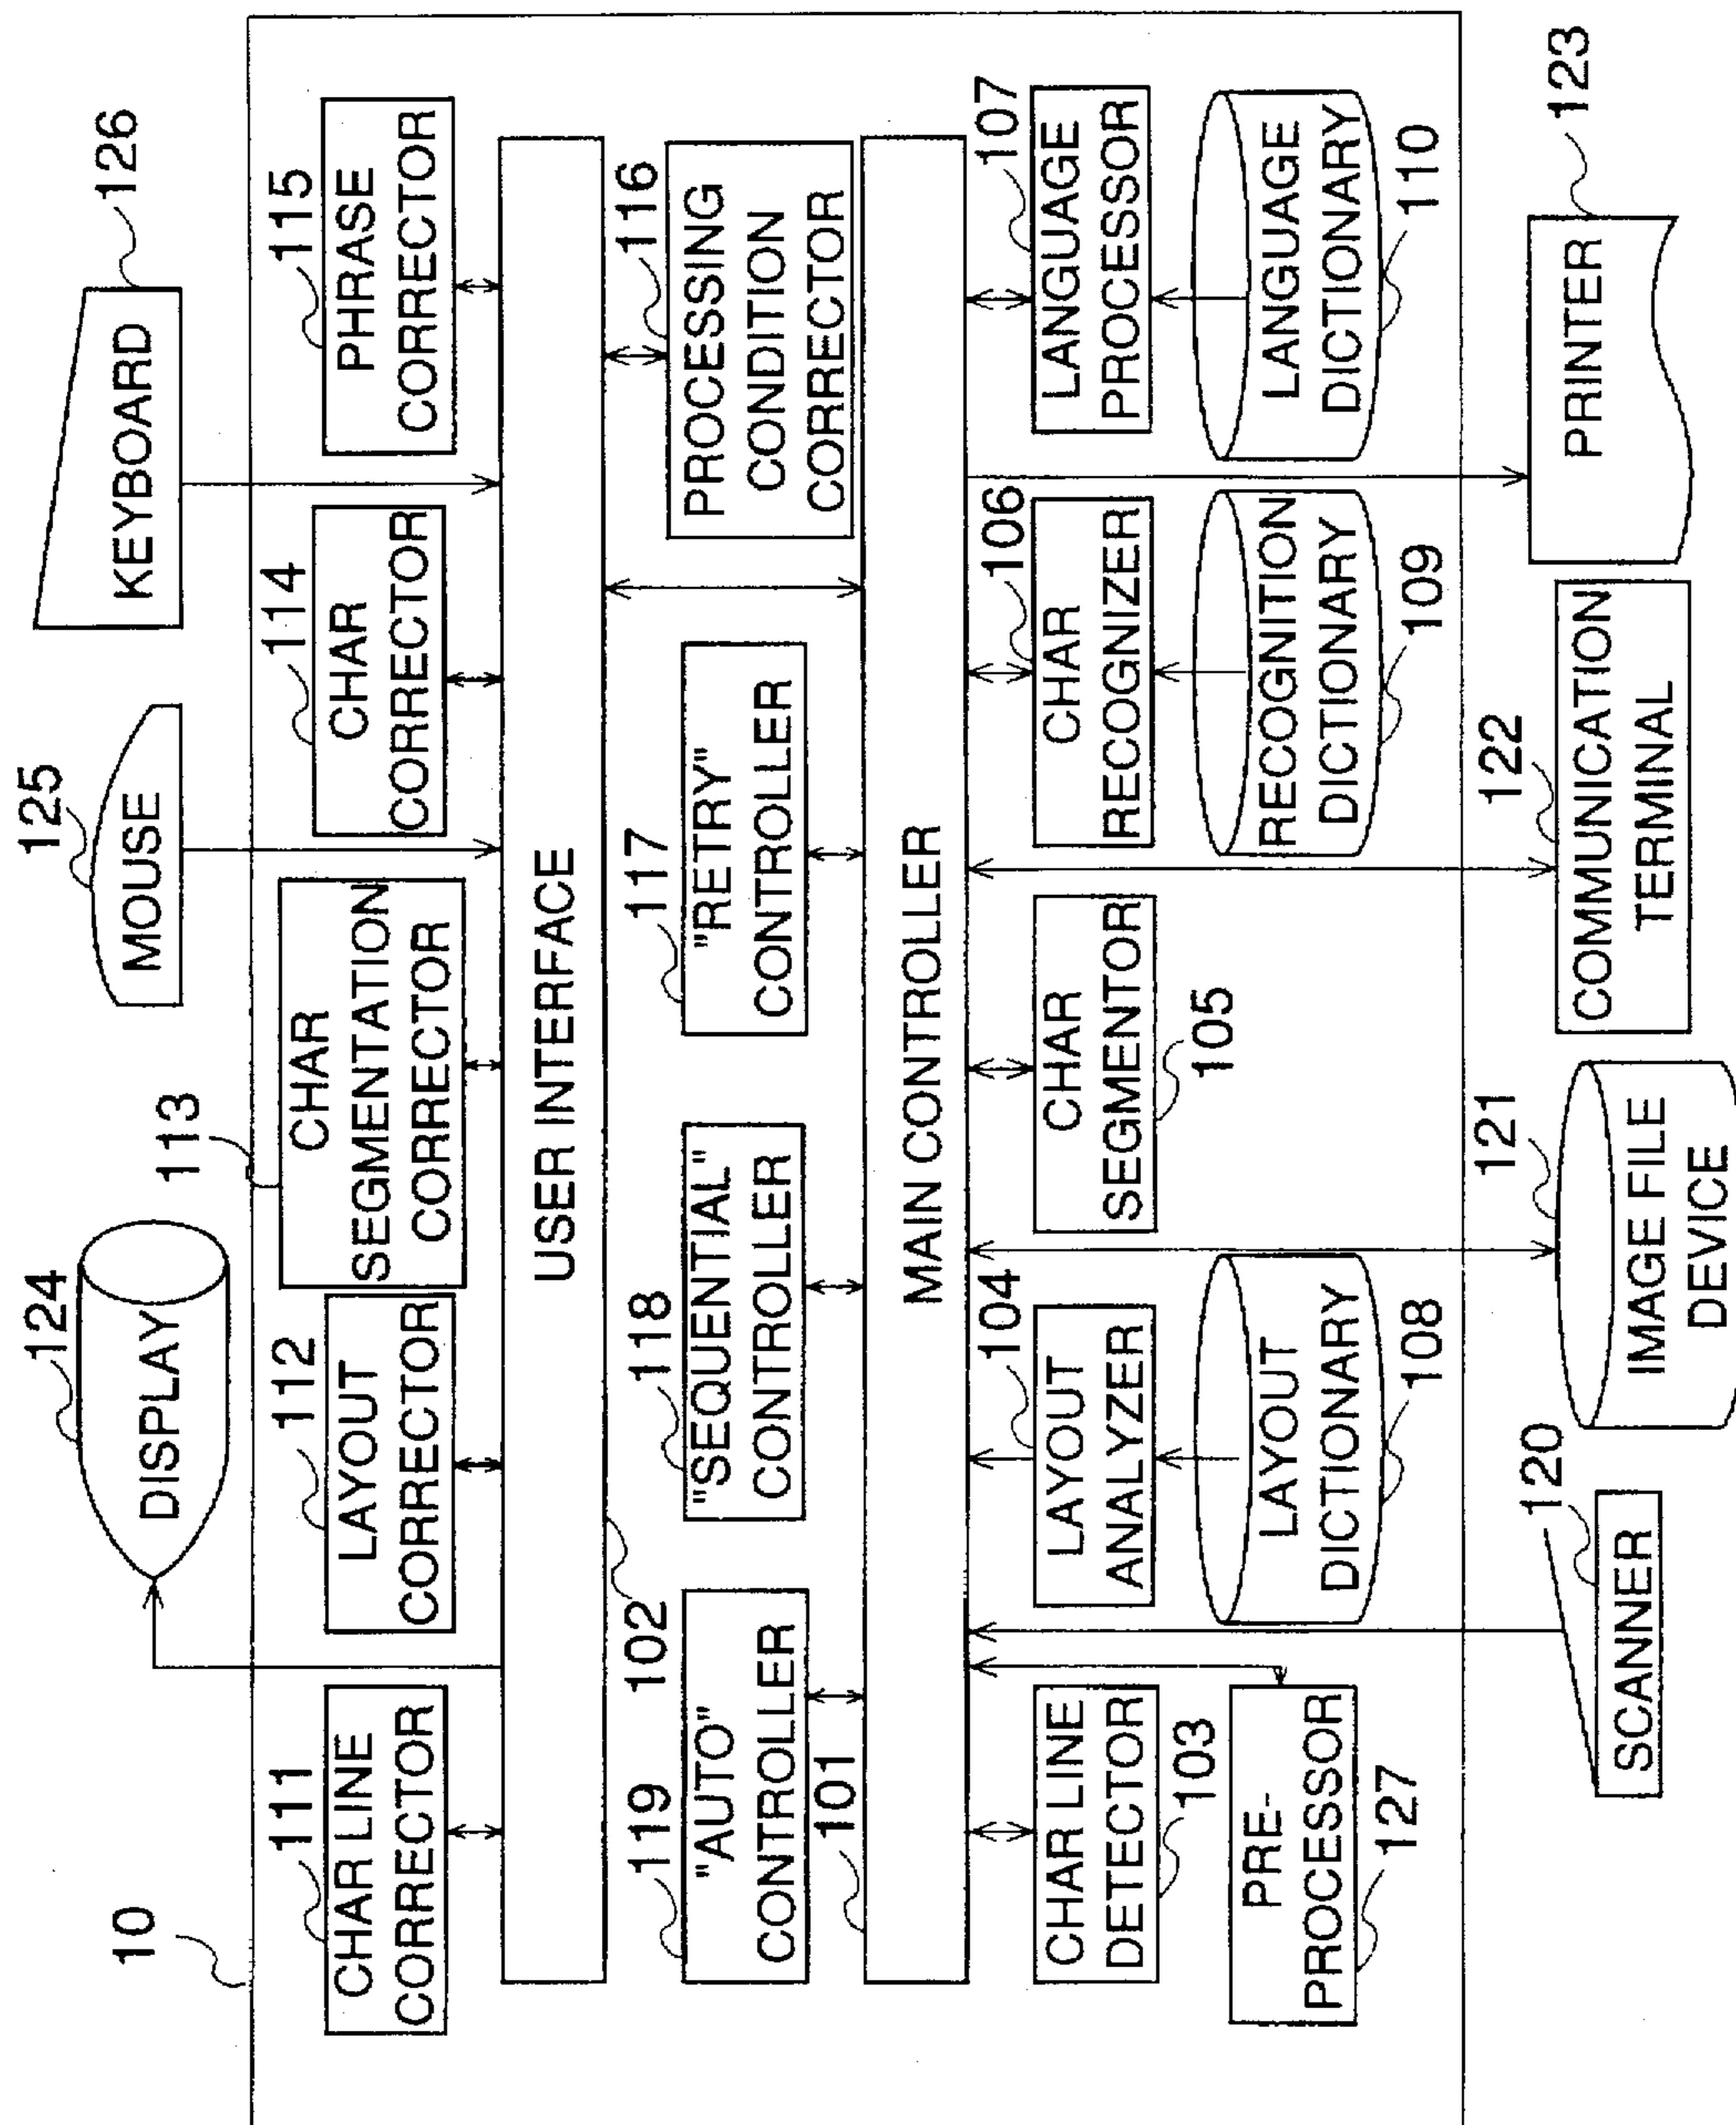 10
124
DISPLAY
125
MOUSE
KEYBOARD
126
111
CHAR LINE
CORRECTOR
112
LAYOUT
CORRECTOR
113
CHAR
SEGMENTATION
CORRECTOR
114
CHAR
CORRECTOR
115
PHRASE
CORRECTOR
USER INTERFACE
102
119
"AUTO"
CONTROLLER
118
"SEQUENTIAL"
CONTROLLER
117
"RETRY"
CONTROLLER
116
PROCESSING
CONDITION
CORRECTOR
101
MAIN CONTROLLER
CHAR LINE
DETECTOR
103
104
LAYOUT
ANALYZER
CHAR
SEGMENTOR
105
106
CHAR
RECOGNIZER
107
LANGUAGE
PROCESSOR
PRE-
PROCESSOR
127
LAYOUT
DICTIONARY
108
RECOGNITION
DICTIONARY
109
LANGUAGE
DICTIONARY
110
120
SCANNER
121
IMAGE FILE
DEVICE
122
COMMUNICATION
TERMINAL
123
PRINTER